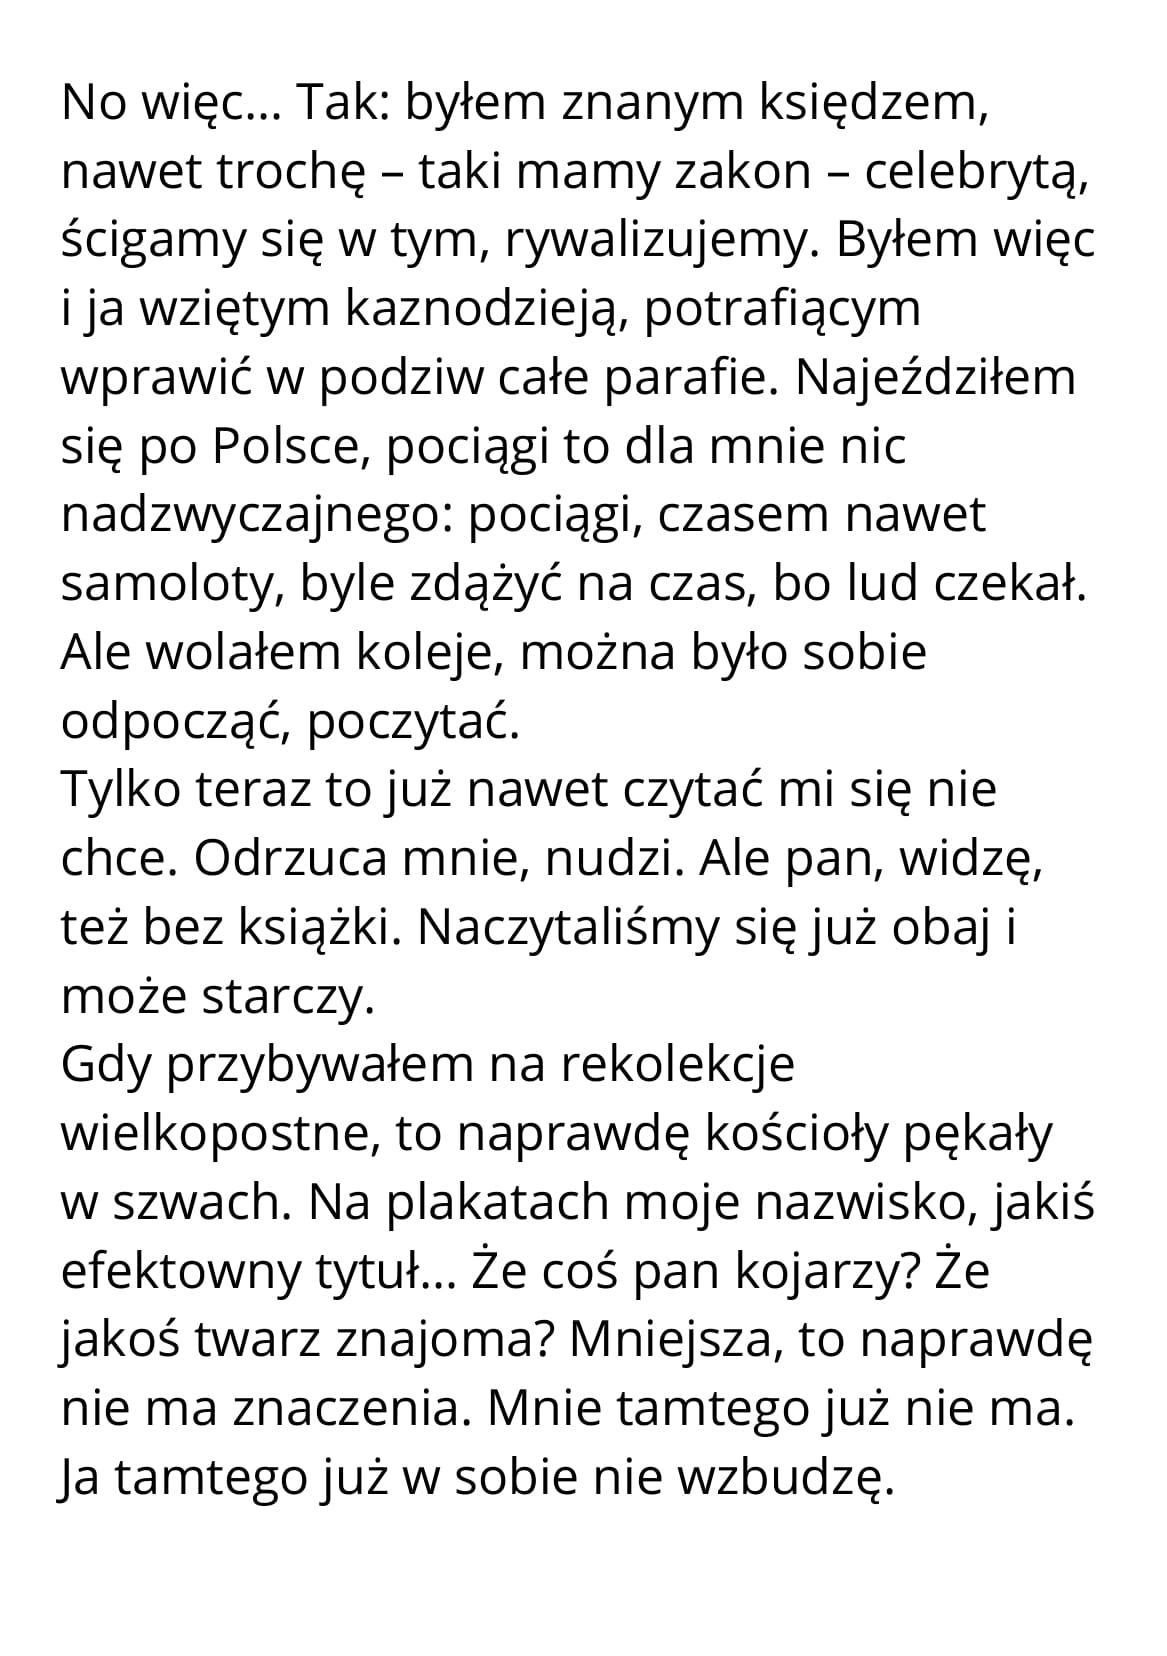 No więc... Tak: byłem znanym księdzem,
nawet trochę – taki mamy zakon – celebrytą,
ścigamy się w tym, rywalizujemy. Byłem więc
i ja wziętym kaznodzieją, potrafiącym
wprawić w podziw całe parafie. Najeździłem
się po Polsce, pociągi to dla mnie nic
nadzwyczajnego: pociągi, czasem nawet
samoloty, byle zdążyć na czas, bo lud czekał.
Ale wolałem koleje, można było sobie
odpocząć, poczytać.
Tylko teraz to już nawet czytać mi się nie
chce. Odrzuca mnie, nudzi. Ale pan, widzę,
też bez książki. Naczytaliśmy się już obaj i
może starczy.
Gdy przybywałem na rekolekcje
wielkopostne, to naprawdę kościoły pękały
w szwach. Na plakatach moje nazwisko, jakiś
efektowny tytuł... Że coś pan kojarzy? Że
jakoś twarz znajoma? Mniejsza, to naprawdę
nie ma znaczenia. Mnie tamtego już nie ma.
Ja tamtego już w sobie nie wzbudzę.